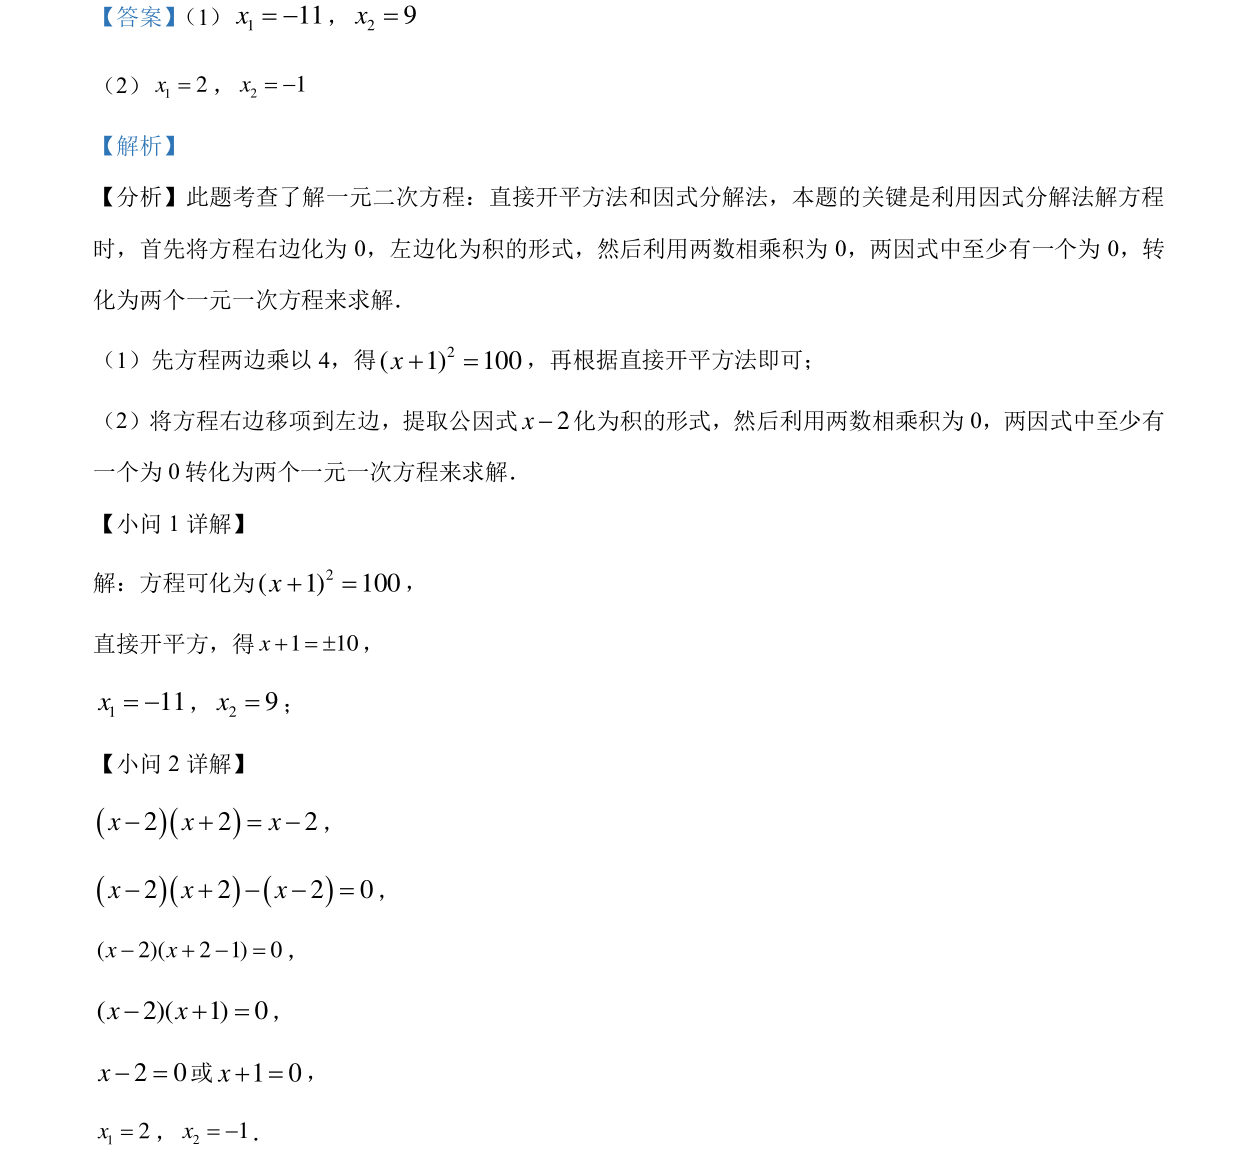 【答案】（1）x₁ = −11，x₂ = 9
（2）x₁ = 2，x₂ = −1
【解析】
【分析】此题考查了解一元二次方程：直接开平方法和因式分解法，本题的关键是利用因式分解法解方程
时，首先将方程右边化为 0，左边化为积的形式，然后利用两数相乘积为 0，两因式中至少有一个为 0，转
化为两个一元一次方程来求解．
（1）先方程两边乘以 4，得(x+1)² = 100，再根据直接开平方法即可；
（2）将方程右边移项到左边，提取公因式 x−2 化为积的形式，然后利用两数相乘积为 0，两因式中至少有
一个为 0 转化为两个一元一次方程来求解．
【小问 1 详解】
解：方程可化为(x+1)² = 100，
直接开平方，得 x+1 = ±10，
x₁ = −11，x₂ = 9；
【小问 2 详解】
(x−2)(x+2) = x−2，
(x−2)(x+2)−(x−2) = 0，
(x−2)(x+2−1) = 0，
(x−2)(x+1) = 0，
x−2 = 0或x+1 = 0，
x₁ = 2，x₂ = −1．